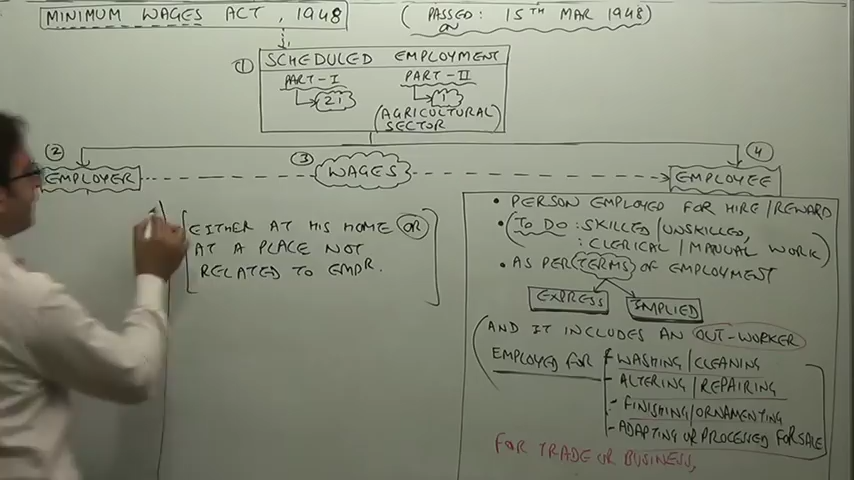 MINIMUM WAGES ACT, 1948
(PASSED: 15TH MAR 1948)
ON
① SCHEDULED EMPLOYMENT
PART-I PART-II
21 1
(AGRICULTURAL SECTOR)
② ③ ④
EMPLOYER WAGES EMPLOYEE
EITHER AT HIS HOME OR
AT A PLACE NOT
RELATED TO EMPR.
• PERSON EMPLOYED FOR HIRE/REWARD
• (TO DO: SKILLED/UNSKILLED,
: CLERICAL/MANUAL WORK)
• AS PER TERMS OF EMPLOYMENT
EXPRESS IMPLIED
(AND IT INCLUDES AN OUT-WORKER
EMPLOYED FOR - WASHING/CLEANING
- ALTERING/REPAIRING
- FINISHING/ORNAMENTING
- ADAPTING OR PROCESSED FOR SALE
FOR TRADE OR BUSINESS,